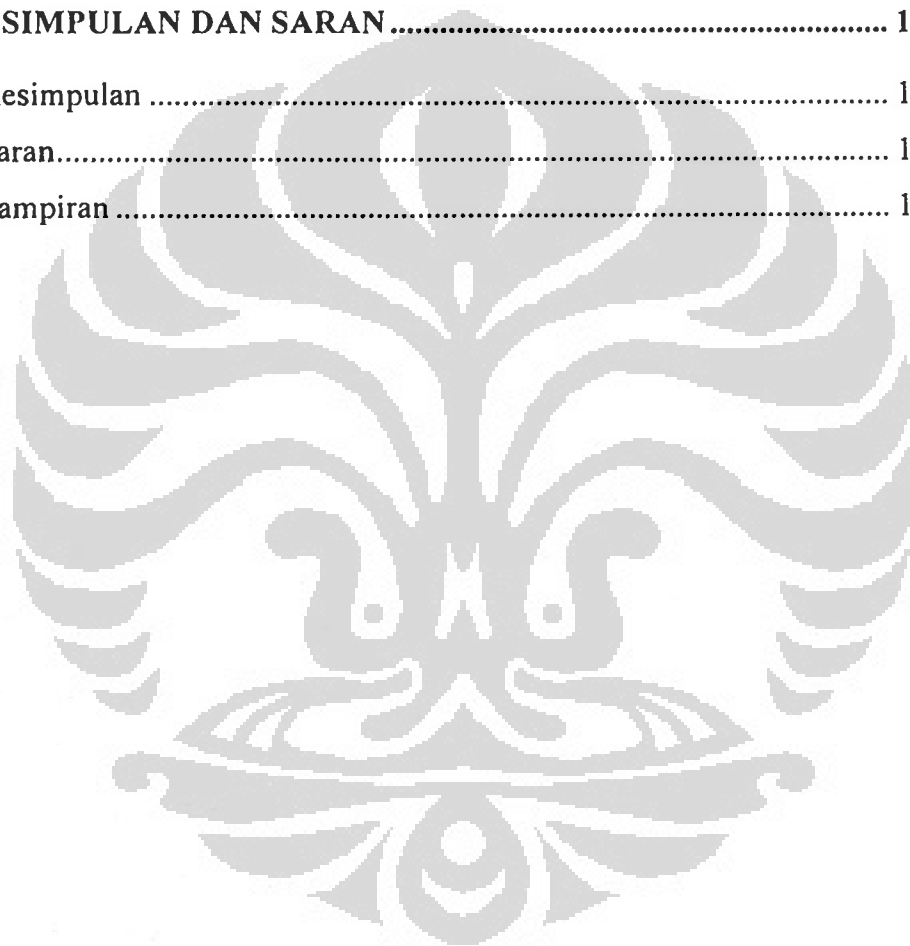 SIMPULAN DAN SARAN ........................................................................ 1
esimpulan ............................................................................................................ 1
aran........................................................................................................................ 1
ampiran ................................................................................................................ 1